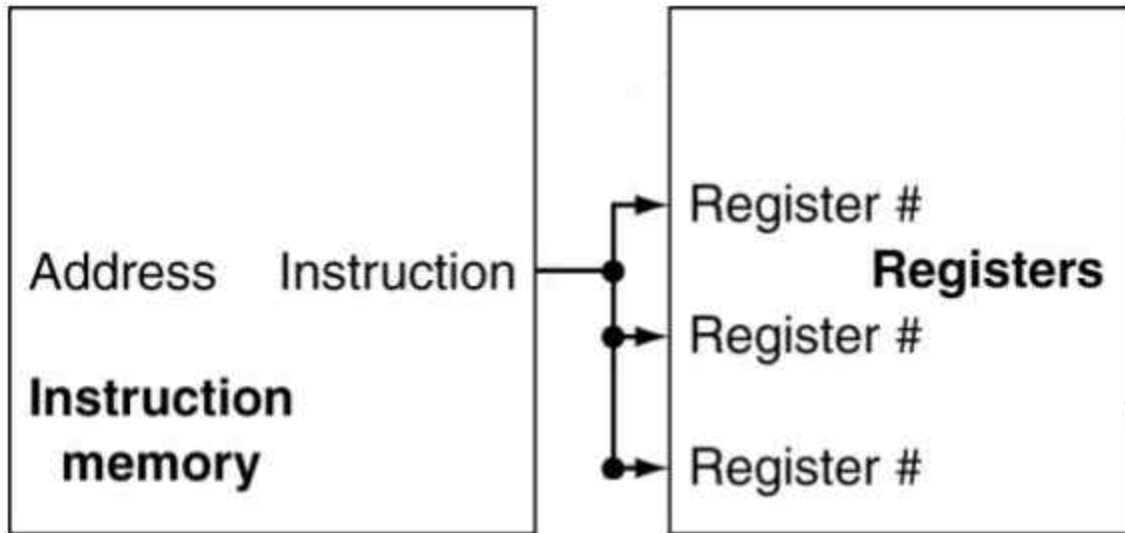 Register #
Address Instruction
Registers
Register #
Instruction
memory
Register #